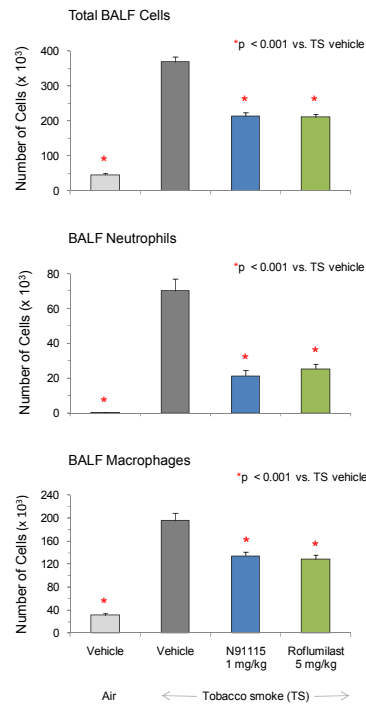 Total BALF Cells
*p < 0.001 vs. TS vehicle
Number of Cells (x 10³)
400
300
200
100
0
*
*
*
BALF Neutrophils
*p < 0.001 vs. TS vehicle
Number of Cells (x 10³)
80
60
40
20
0
*
*
*
BALF Macrophages
*p < 0.001 vs. TS vehicle
Number of Cells (x 10³)
240
200
160
120
80
40
0
*
*
*
Vehicle Vehicle N91115 Roflumilast
1 mg/kg 5 mg/kg
Air Tobacco smoke (TS)